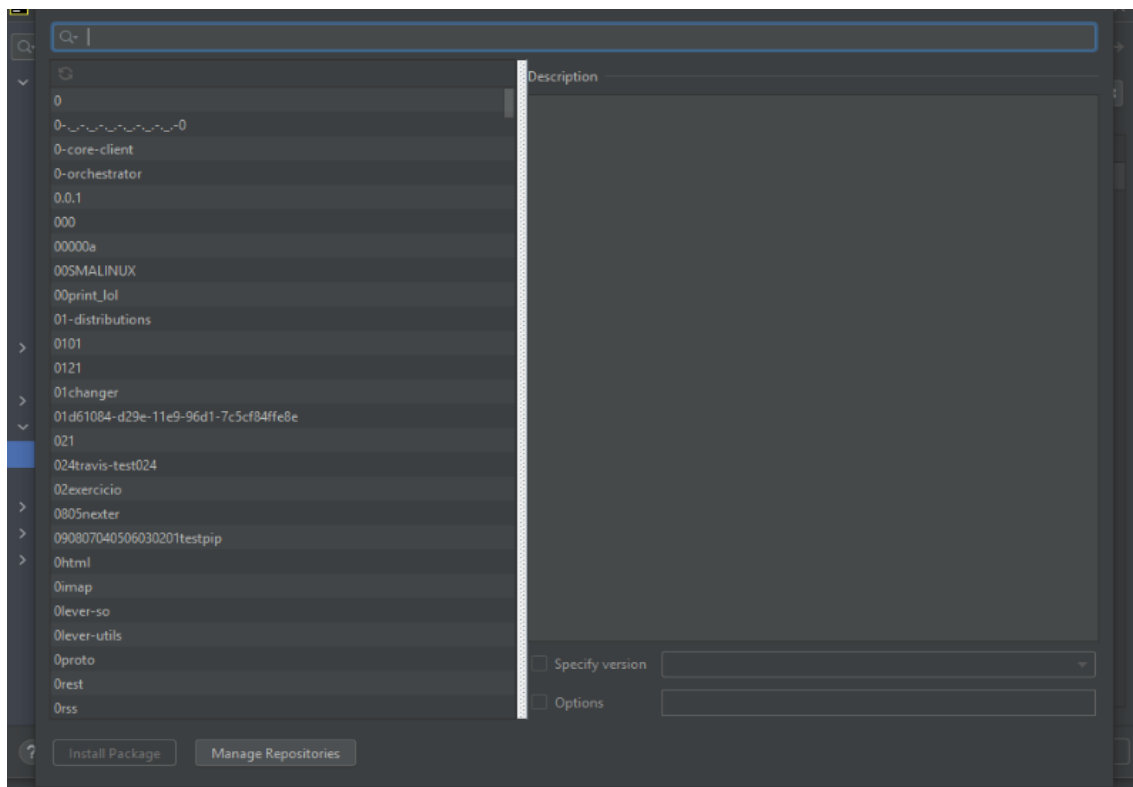 Description
0
0-._.-._.-._.-._.-._.-._.-0
0-core-client
0-orchestrator
0.0.1
000
00000a
00SMALINUX
00print_lol
01-distributions
0101
0121
01changer
01d61084-d29e-11e9-96d1-7c5cf84ffe8e
021
024travis-test024
02exercicio
0805nexter
090807040506030201testpip
0html
0imap
0lever-so
0lever-utils
0proto
0rest
0rss
Specify version
Options
?
Install Package
Manage Repositories